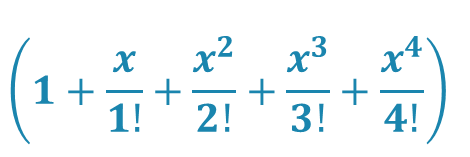 (1 + x/1! + x²/2! + x³/3! + x⁴/4!)